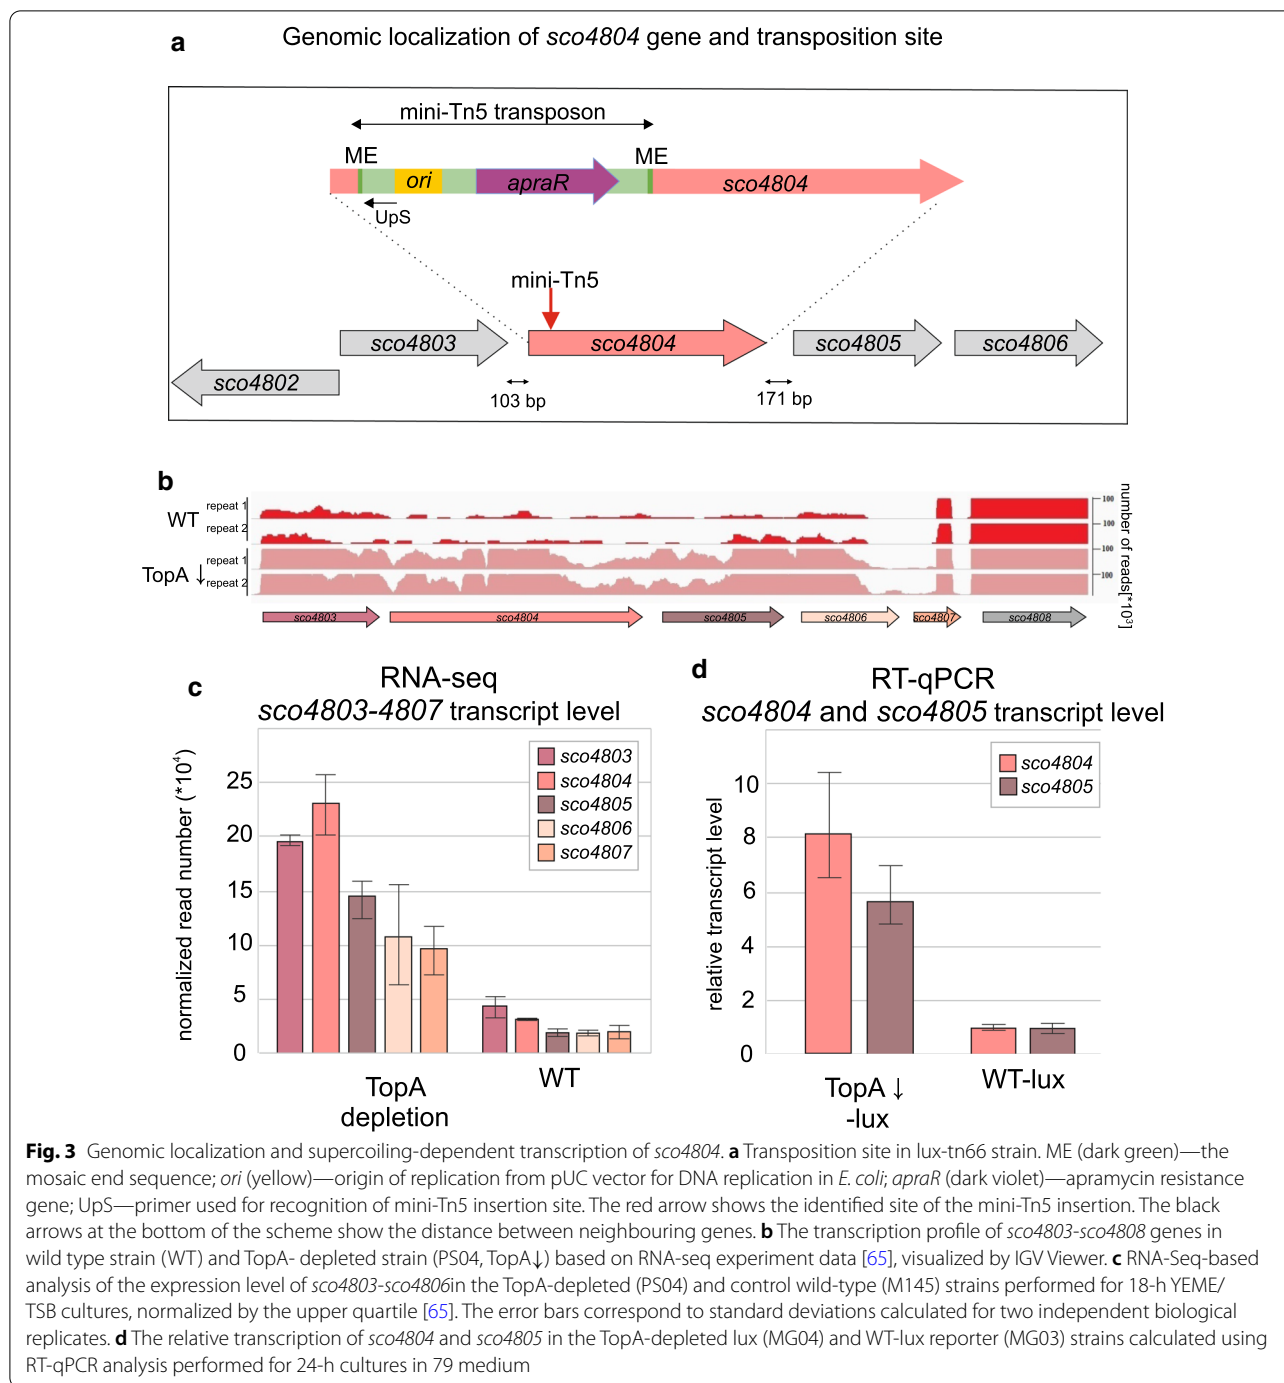 a
Genomic localization of sco4804 gene and transposition site
mini-Tn5 transposon
ME
ME
ori
apraR
sco4804
UpS
mini-Tn5
sco4803
sco4804
sco4805
sco4806
sco4802
103 bp
171 bp
b
WT
repeat 1
repeat 2
TopA ↓
repeat 1
repeat 2
100
100
100
100
number of reads[*10³]
sco4803
sco4804
sco4805
sco4806
sco4807
sco4808
c
RNA-seq
sco4803-4807 transcript level
normalized read number (*10⁴)
25
20
15
10
5
0
sco4803
sco4804
sco4805
sco4806
sco4807
TopA
depletion
WT
d
RT-qPCR
sco4804 and sco4805 transcript level
relative transcript level
10
8
6
4
2
0
sco4804
sco4805
TopA ↓
-lux
WT-lux
Fig. 3 Genomic localization and supercoiling-dependent transcription of sco4804. a Transposition site in lux-tn66 strain. ME (dark green)—the
mosaic end sequence; ori (yellow)—origin of replication from pUC vector for DNA replication in E. coli; apraR (dark violet)—apramycin resistance
gene; UpS—primer used for recognition of mini-Tn5 insertion site. The red arrow shows the identified site of the mini-Tn5 insertion. The black
arrows at the bottom of the scheme show the distance between neighbouring genes. b The transcription profile of sco4803-sco4808 genes in
wild type strain (WT) and TopA- depleted strain (PS04, TopA↓) based on RNA-seq experiment data [65], visualized by IGV Viewer. c RNA-Seq-based
analysis of the expression level of sco4803-sco4806in the TopA-depleted (PS04) and control wild-type (M145) strains performed for 18-h YEME/
TSB cultures, normalized by the upper quartile [65]. The error bars correspond to standard deviations calculated for two independent biological
replicates. d The relative transcription of sco4804 and sco4805 in the TopA-depleted lux (MG04) and WT-lux reporter (MG03) strains calculated using
RT-qPCR analysis performed for 24-h cultures in 79 medium